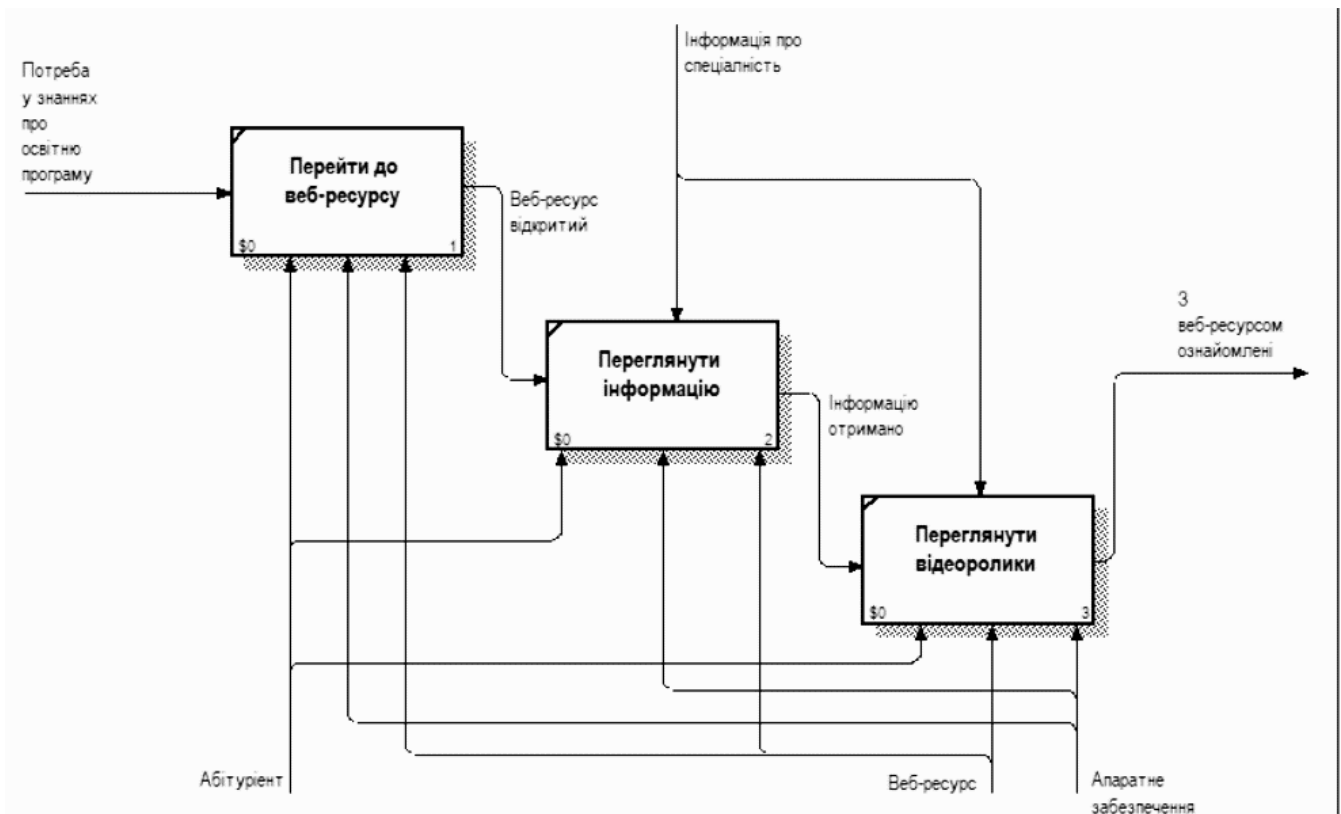 Інформація про
спеціалність
Потреба
у знаннях
про
освітню
програму
Перейти до
веб-ресурсу
$0
1
Веб-ресурс
відкритий
Переглянути
інформацію
$0
2
З
веб-ресурсом
ознайомлені
Інформацію
отримано
Переглянути
відеоролики
$0
3
Абітурієнт
Веб-ресурс
Апаратне
забезпечення